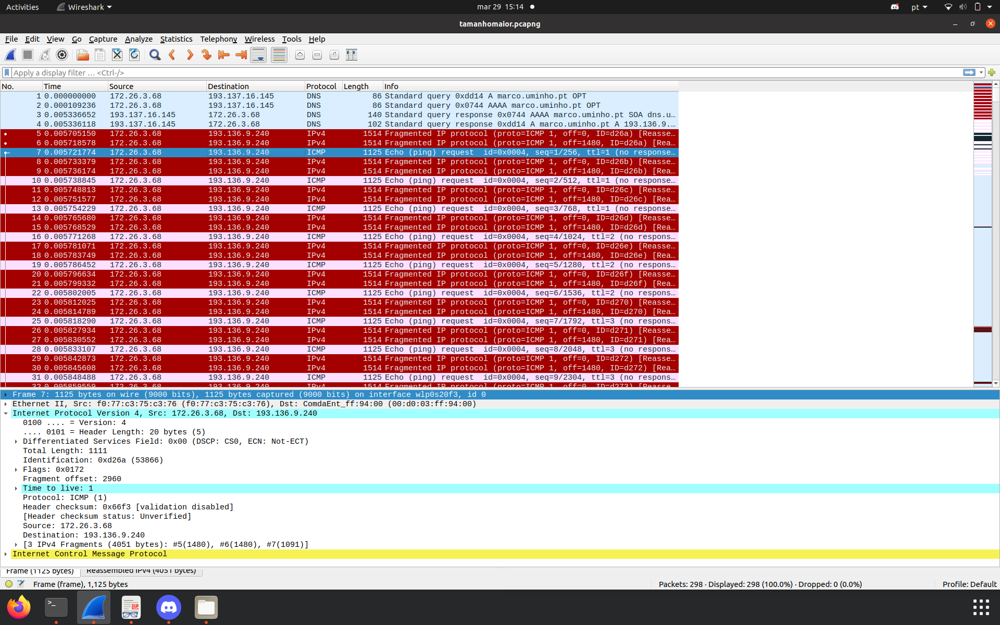 Activities Wireshark mar 29 15:14 pt
tamanhomaior.pcapng
File Edit View Go Capture Analyze Statistics Telephony Wireless Tools Help
Apply a display filter … <Ctrl-/>
No. Time Source Destination Protocol Length Info
1 0.000000000 172.26.3.68 193.137.16.145 DNS 86 Standard query 0xdd14 A marco.uminho.pt OPT
2 0.000109236 172.26.3.68 193.137.16.145 DNS 86 Standard query 0x0744 AAAA marco.uminho.pt OPT
3 0.005336652 193.137.16.145 172.26.3.68 DNS 140 Standard query response 0x0744 AAAA marco.uminho.pt SOA dns.u…
4 0.005336118 193.137.16.145 172.26.3.68 DNS 102 Standard query response 0xdd14 A marco.uminho.pt A 193.136.9.…
5 0.005705150 172.26.3.68 193.136.9.240 IPv4 1514 Fragmented IP protocol (proto=ICMP 1, off=0, ID=d26a) [Reasse…
6 0.005718578 172.26.3.68 193.136.9.240 IPv4 1514 Fragmented IP protocol (proto=ICMP 1, off=1480, ID=d26a) [Rea…
7 0.005721774 172.26.3.68 193.136.9.240 ICMP 1125 Echo (ping) request id=0x0004, seq=1/256, ttl=1 (no response…
8 0.005733379 172.26.3.68 193.136.9.240 IPv4 1514 Fragmented IP protocol (proto=ICMP 1, off=0, ID=d26b) [Reasse…
9 0.005736174 172.26.3.68 193.136.9.240 IPv4 1514 Fragmented IP protocol (proto=ICMP 1, off=1480, ID=d26b) [Rea…
10 0.005738845 172.26.3.68 193.136.9.240 ICMP 1125 Echo (ping) request id=0x0004, seq=2/512, ttl=1 (no response…
11 0.005748813 172.26.3.68 193.136.9.240 IPv4 1514 Fragmented IP protocol (proto=ICMP 1, off=0, ID=d26c) [Reasse…
12 0.005751577 172.26.3.68 193.136.9.240 IPv4 1514 Fragmented IP protocol (proto=ICMP 1, off=1480, ID=d26c) [Rea…
13 0.005754229 172.26.3.68 193.136.9.240 ICMP 1125 Echo (ping) request id=0x0004, seq=3/768, ttl=1 (no response…
14 0.005765680 172.26.3.68 193.136.9.240 IPv4 1514 Fragmented IP protocol (proto=ICMP 1, off=0, ID=d26d) [Reasse…
15 0.005768529 172.26.3.68 193.136.9.240 IPv4 1514 Fragmented IP protocol (proto=ICMP 1, off=1480, ID=d26d) [Rea…
16 0.005771268 172.26.3.68 193.136.9.240 ICMP 1125 Echo (ping) request id=0x0004, seq=4/1024, ttl=2 (no respons…
17 0.005781071 172.26.3.68 193.136.9.240 IPv4 1514 Fragmented IP protocol (proto=ICMP 1, off=0, ID=d26e) [Reasse…
18 0.005783749 172.26.3.68 193.136.9.240 IPv4 1514 Fragmented IP protocol (proto=ICMP 1, off=1480, ID=d26e) [Rea…
19 0.005786452 172.26.3.68 193.136.9.240 ICMP 1125 Echo (ping) request id=0x0004, seq=5/1280, ttl=2 (no respons…
20 0.005796634 172.26.3.68 193.136.9.240 IPv4 1514 Fragmented IP protocol (proto=ICMP 1, off=0, ID=d26f) [Reasse…
21 0.005799332 172.26.3.68 193.136.9.240 IPv4 1514 Fragmented IP protocol (proto=ICMP 1, off=1480, ID=d26f) [Rea…
22 0.005802005 172.26.3.68 193.136.9.240 ICMP 1125 Echo (ping) request id=0x0004, seq=6/1536, ttl=2 (no respons…
23 0.005812025 172.26.3.68 193.136.9.240 IPv4 1514 Fragmented IP protocol (proto=ICMP 1, off=0, ID=d270) [Reasse…
24 0.005814789 172.26.3.68 193.136.9.240 IPv4 1514 Fragmented IP protocol (proto=ICMP 1, off=1480, ID=d270) [Rea…
25 0.005818290 172.26.3.68 193.136.9.240 ICMP 1125 Echo (ping) request id=0x0004, seq=7/1792, ttl=3 (no respons…
26 0.005827934 172.26.3.68 193.136.9.240 IPv4 1514 Fragmented IP protocol (proto=ICMP 1, off=0, ID=d271) [Reasse…
27 0.005830552 172.26.3.68 193.136.9.240 IPv4 1514 Fragmented IP protocol (proto=ICMP 1, off=1480, ID=d271) [Rea…
28 0.005833107 172.26.3.68 193.136.9.240 ICMP 1125 Echo (ping) request id=0x0004, seq=8/2048, ttl=3 (no respons…
29 0.005842873 172.26.3.68 193.136.9.240 IPv4 1514 Fragmented IP protocol (proto=ICMP 1, off=0, ID=d272) [Reasse…
30 0.005845608 172.26.3.68 193.136.9.240 IPv4 1514 Fragmented IP protocol (proto=ICMP 1, off=1480, ID=d272) [Rea…
31 0.005848488 172.26.3.68 193.136.9.240 ICMP 1125 Echo (ping) request id=0x0004, seq=9/2304, ttl=3 (no respons…
32 0.005859559 172.26.3.68 193.136.9.240 IPv4 1514 Fragmented IP protocol (proto=ICMP 1, off=0, ID=d273) [Reasse…
Frame 7: 1125 bytes on wire (9000 bits), 1125 bytes captured (9000 bits) on interface wlp0s20f3, id 0
Ethernet II, Src: f0:77:c3:75:c3:76 (f0:77:c3:75:c3:76), Dst: ComdaEnt_ff:94:00 (00:d0:03:ff:94:00)
Internet Protocol Version 4, Src: 172.26.3.68, Dst: 193.136.9.240
0100 .... = Version: 4
.... 0101 = Header Length: 20 bytes (5)
Differentiated Services Field: 0x00 (DSCP: CS0, ECN: Not-ECT)
Total Length: 1111
Identification: 0xd26a (53866)
Flags: 0x0172
Fragment offset: 2960
Time to live: 1
Protocol: ICMP (1)
Header checksum: 0x66f3 [validation disabled]
[Header checksum status: Unverified]
Source: 172.26.3.68
Destination: 193.136.9.240
[3 IPv4 Fragments (4051 bytes): #5(1480), #6(1480), #7(1091)]
Internet Control Message Protocol
Frame (1125 bytes) Reassembled IPv4 (4051 bytes)
Frame (frame), 1,125 bytes Packets: 298 · Displayed: 298 (100.0%) · Dropped: 0 (0.0%) Profile: Default